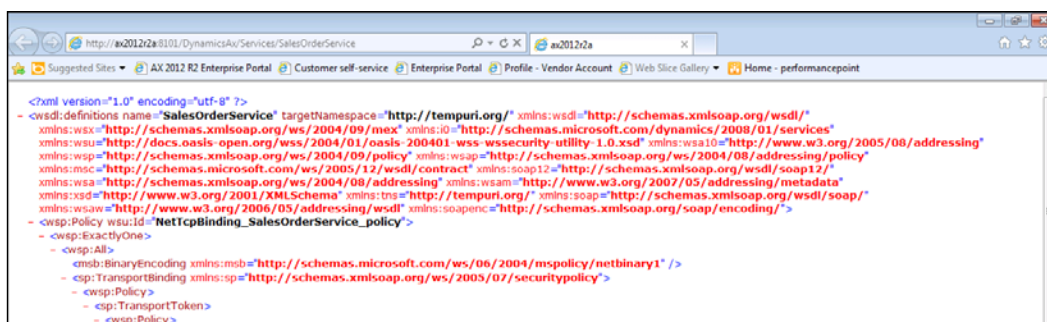 http://ax2012r2a:8101/DynamicsAx/Services/SalesOrderService
ax2012r2a
Suggested Sites AX 2012 R2 Enterprise Portal Customer self-service Enterprise Portal Profile - Vendor Account Web Slice Gallery Home - performancepoint
<?xml version="1.0" encoding="utf-8" ?>
- <wsdl:definitions name="SalesOrderService" targetNamespace="http://tempuri.org/" xmlns:wsdl="http://schemas.xmlsoap.org/wsdl/"
xmlns:wsx="http://schemas.xmlsoap.org/ws/2004/09/mex" xmlns:i0="http://schemas.microsoft.com/dynamics/2008/01/services"
xmlns:wsu="http://docs.oasis-open.org/wss/2004/01/oasis-200401-wss-wssecurity-utility-1.0.xsd" xmlns:wsa10="http://www.w3.org/2005/08/addressing"
xmlns:wsp="http://schemas.xmlsoap.org/ws/2004/09/policy" xmlns:wsap="http://schemas.xmlsoap.org/ws/2004/08/addressing/policy"
xmlns:msc="http://schemas.microsoft.com/ws/2005/12/wsdl/contract" xmlns:soap12="http://schemas.xmlsoap.org/wsdl/soap12/"
xmlns:wsa="http://schemas.xmlsoap.org/ws/2004/08/addressing" xmlns:wsam="http://www.w3.org/2007/05/addressing/metadata"
xmlns:xsd="http://www.w3.org/2001/XMLSchema" xmlns:tns="http://tempuri.org/" xmlns:soap="http://schemas.xmlsoap.org/wsdl/soap/"
xmlns:wsaw="http://www.w3.org/2006/05/addressing/wsdl" xmlns:soapenc="http://schemas.xmlsoap.org/soap/encoding/">
- <wsp:Policy wsu:Id="NetTcpBinding_SalesOrderService_policy">
- <wsp:ExactlyOne>
- <wsp:All>
<msb:BinaryEncoding xmlns:msb="http://schemas.microsoft.com/ws/06/2004/mspolicy/netbinary1" />
- <sp:TransportBinding xmlns:sp="http://schemas.xmlsoap.org/ws/2005/07/securitypolicy">
- <wsp:Policy>
- <sp:TransportToken>
- <wsp:Policy>